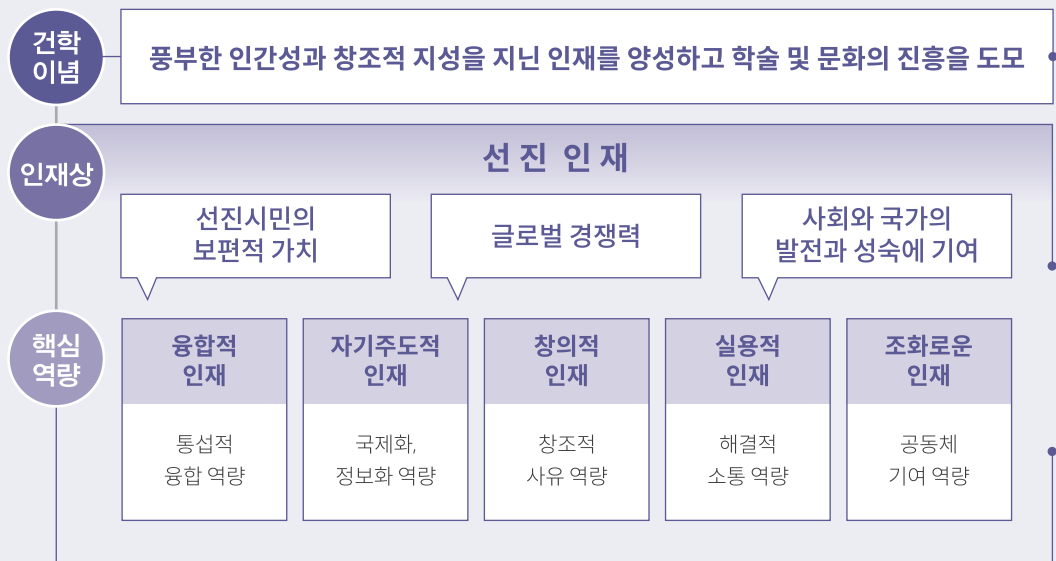 건학
이념
풍부한 인간성과 창조적 지성을 지닌 인재를 양성하고 학술 및 문화의 진흥을 도모
인재상
선진 인재
선진시민의
보편적 가치
글로벌 경쟁력
사회와 국가의
발전과 성숙에 기여
핵심
역량
융합적
인재
통섭적
융합 역량
자기주도적
인재
국제화,
정보화 역량
창의적
인재
창조적
사유 역량
실용적
인재
해결적
소통 역량
조화로운
인재
공동체
기여 역량